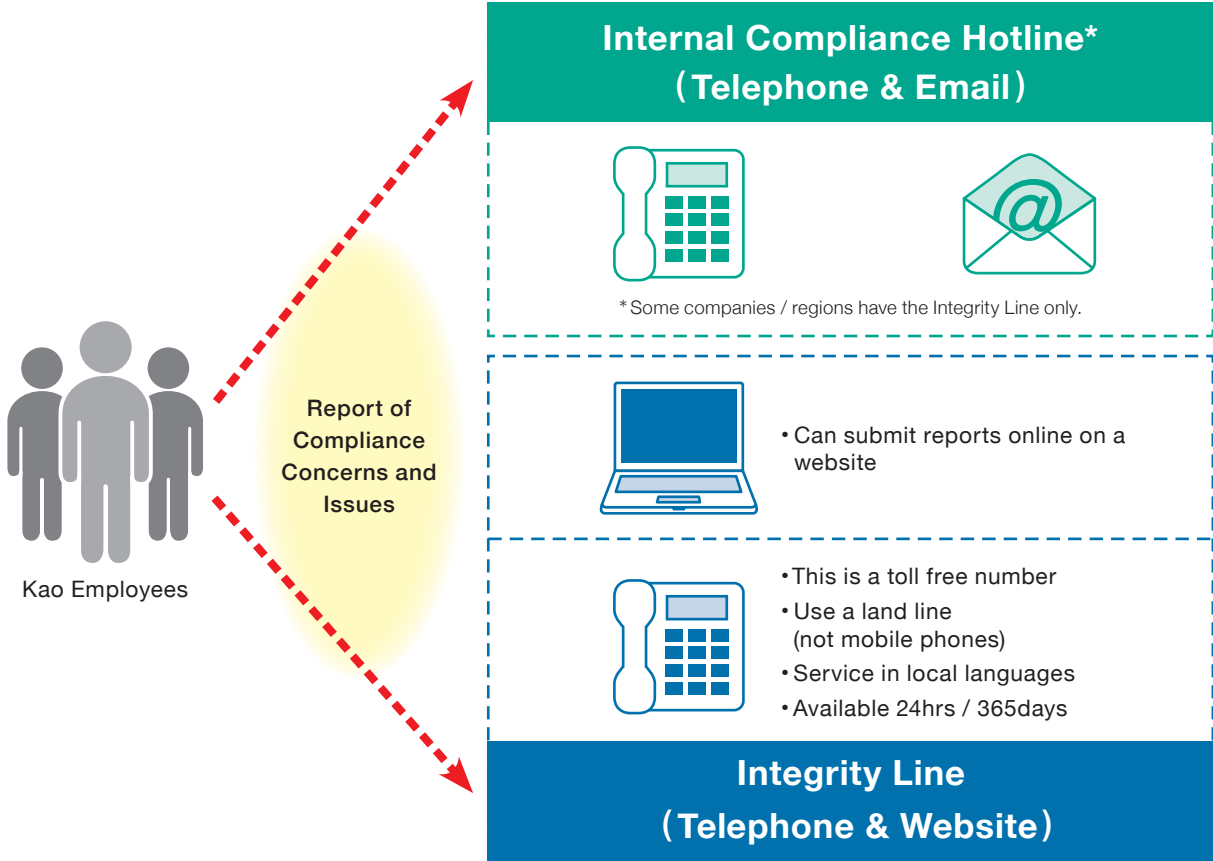 Internal Compliance Hotline*
(Telephone & Email)
@
* Some companies / regions have the Integrity Line only.
Report of
Compliance
Concerns and
Issues
Kao Employees
• Can submit reports online on a
website
• This is a toll free number
• Use a land line
(not mobile phones)
• Service in local languages
• Available 24hrs / 365days
Integrity Line
(Telephone & Website)